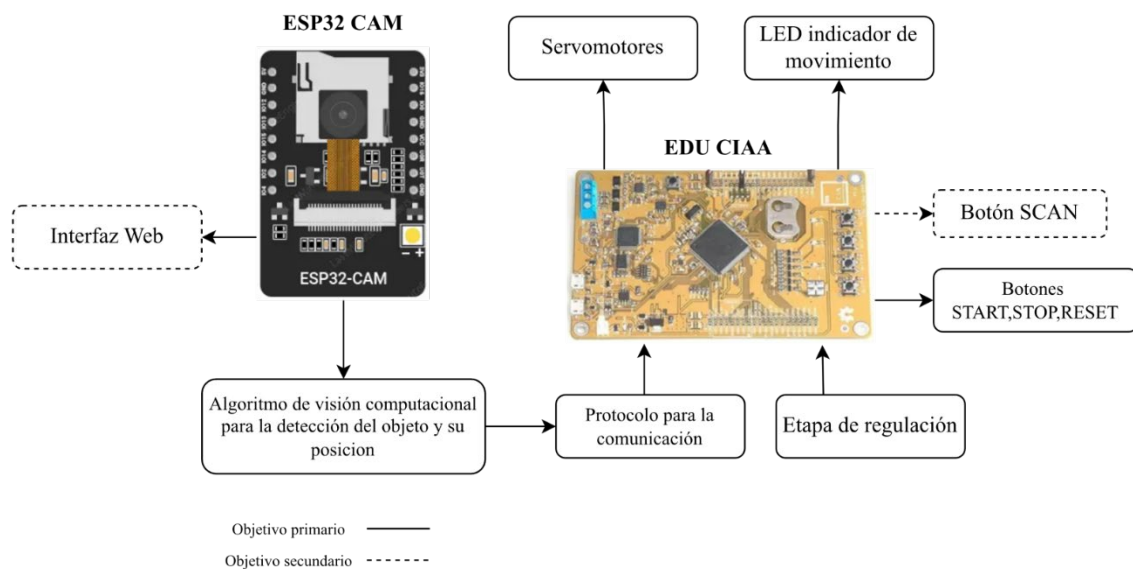 ESP32 CAM
Servomotores
LED indicador de
movimiento
EDU CIAA
Interfaz Web
ESP32-CAM
Botón SCAN
Botones
START,STOP,RESET
Algoritmo de visión computacional
para la detección del objeto y su
posicion
Protocolo para la
comunicación
Etapa de regulación
Objetivo primario
Objetivo secundario